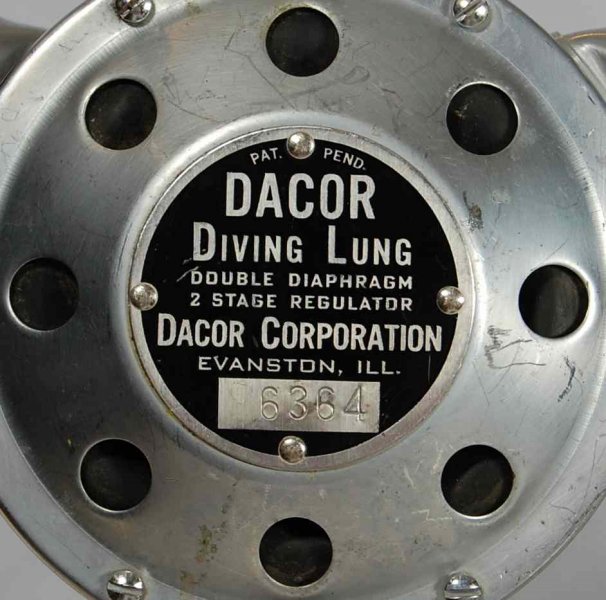 PAT. PEND.
DACOR
DIVING LUNG
DOUBLE DIAPHRAGM
2 STAGE REGULATOR
DACOR CORPORATION
EVANSTON, ILL.
6364